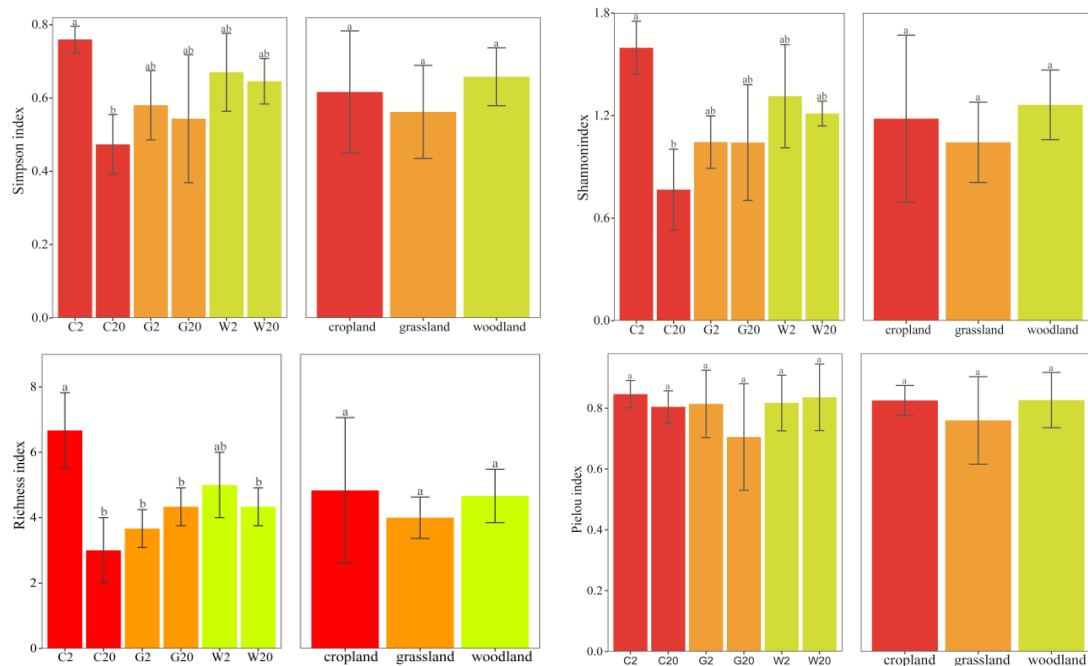 Simpson index
0.8
0.6
0.4
0.2
0.0
a
b
ab
ab
ab
ab
C2 C20 G2 G20 W2 W20
a
a
a
cropland grassland woodland
Shannonindex
1.8
1.2
0.6
0.0
a
b
ab
ab
ab
ab
C2 C20 G2 G20 W2 W20
a
a
a
cropland grassland woodland
Richness index
8
6
4
2
0
a
b
b
b
ab
b
C2 C20 G2 G20 W2 W20
a
a
a
cropland grassland woodland
Pielou index
0.8
0.6
0.4
0.2
0.0
a
a
a
a
a
a
C2 C20 G2 G20 W2 W20
a
a
a
cropland grassland woodland